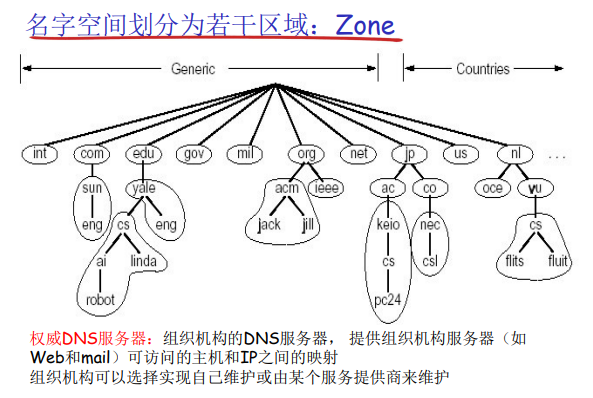 名字空间划分为若干区域：Zone
Generic
Countries
int com edu gov mil org net jp us nl ...
sun yale acm ieee ac co oce vu
eng cs eng jack jill keio nec cs
ai linda cs csl flits fluit
robot pc24
权威DNS服务器：组织机构的DNS服务器， 提供组织机构服务器（如
Web和mail）可访问的主机和IP之间的映射
组织机构可以选择实现自己维护或由某个服务提供商来维护